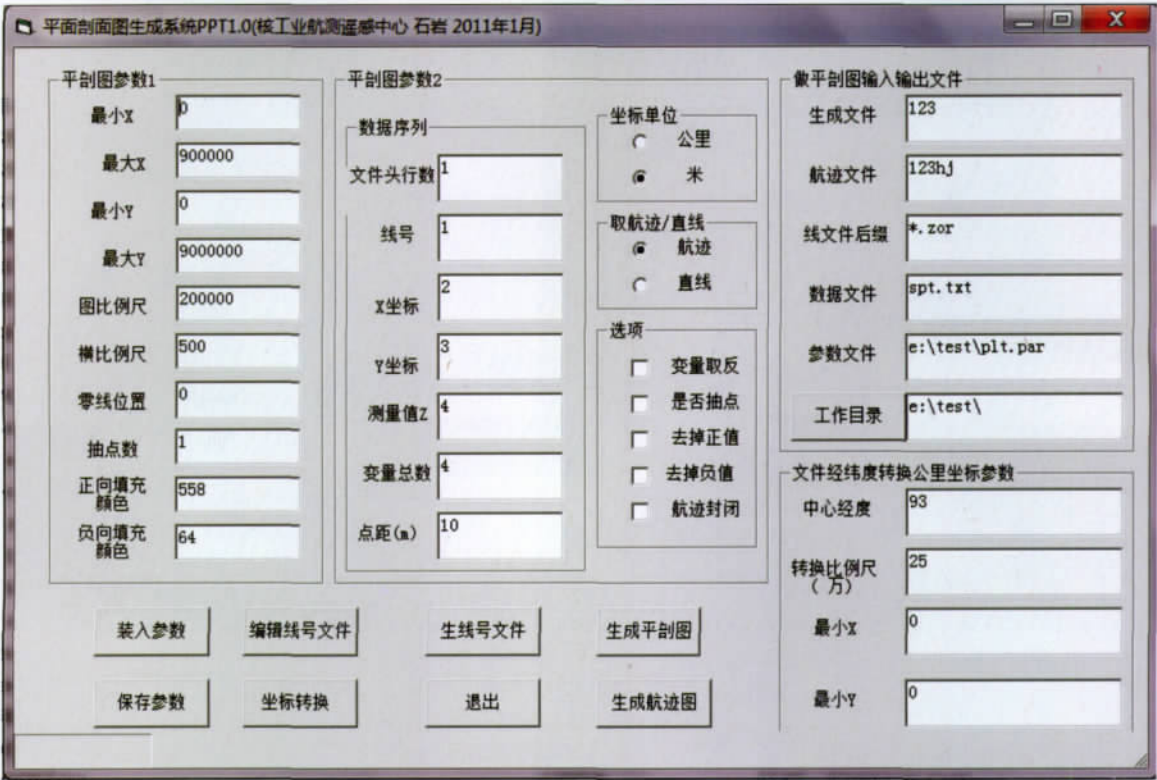 平面剖面图生成系统PPT1.0(核工业航测遥感中心 石岩 2011年1月)
平剖图参数1
最小X
0
最大X
900000
最小Y
0
最大Y
9000000
图比例尺
200000
横比例尺
500
零线位置
0
抽点数
1
正向填充
颜色
558
负向填充
颜色
64
平剖图参数2
数据序列
文件头行数
1
线号
1
X坐标
2
Y坐标
3
测量值Z
4
变量总数
4
点距(m)
10
坐标单位
公里
米
取航迹/直线
航迹
直线
选项
变量取反
是否抽点
去掉正值
去掉负值
航迹封闭
做平剖图输入输出文件
生成文件
123
航迹文件
123hj
线文件后缀
*.zor
数据文件
spt.txt
参数文件
e:\test\plt.par
工作目录
e:\test\
文件经纬度转换公里坐标参数
中心经度
93
转换比例尺
(万)
25
最小X
0
最小Y
0
装入参数
编辑线号文件
生线号文件
生成平剖图
保存参数
坐标转换
退出
生成航迹图